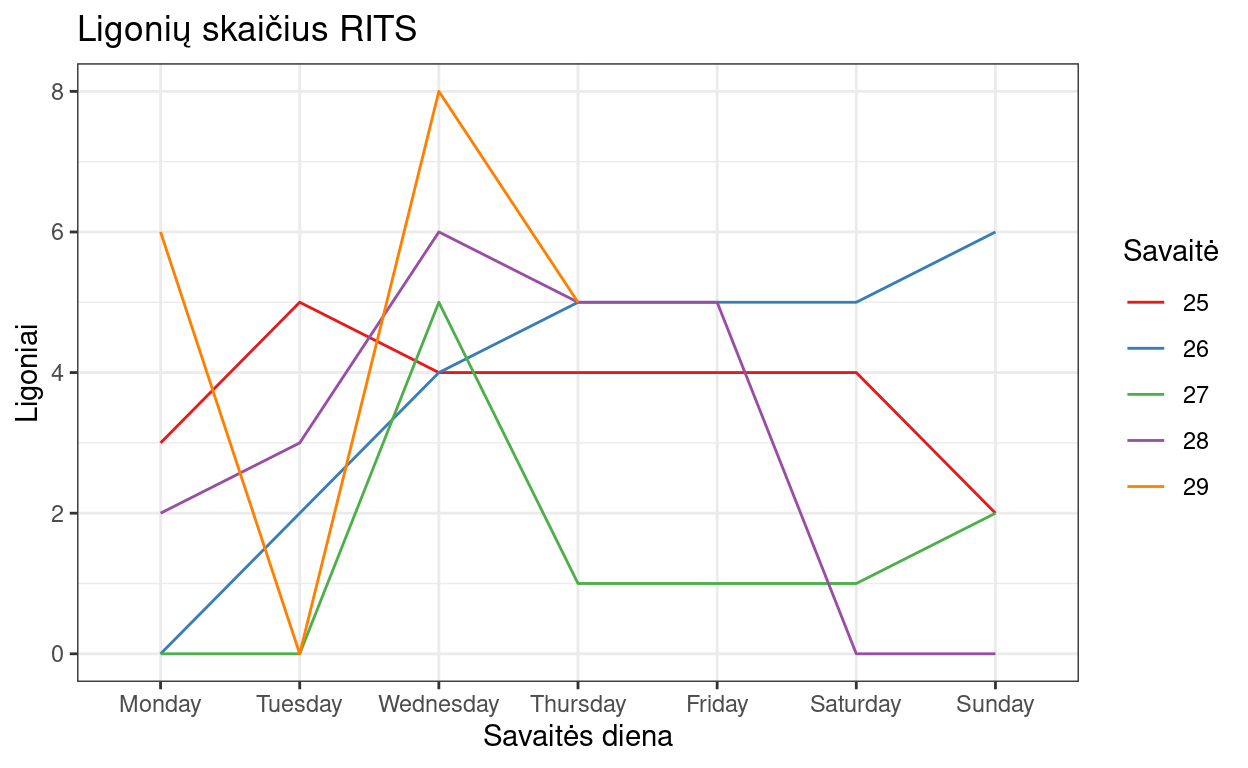 Ligonių skaičius RITS
8
6
4
2
0
Ligoniai
Monday Tuesday Wednesday Thursday Friday Saturday Sunday
Savaitės diena
Savaitė
25
26
27
28
29